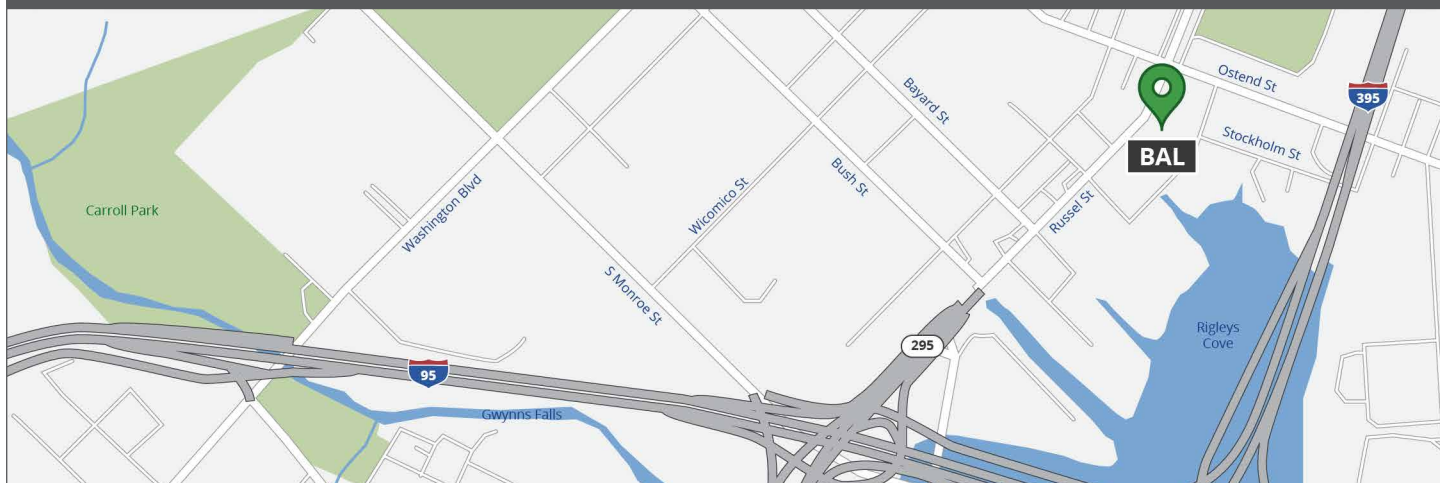 Ostend St
395
Bayard St
Stockholm St
BAL
Bush St
Carroll Park
Washington Blvd
Wicomico St
Russel St
S Monroe St
Rigleys
Cove
295
95
Gwynns Falls